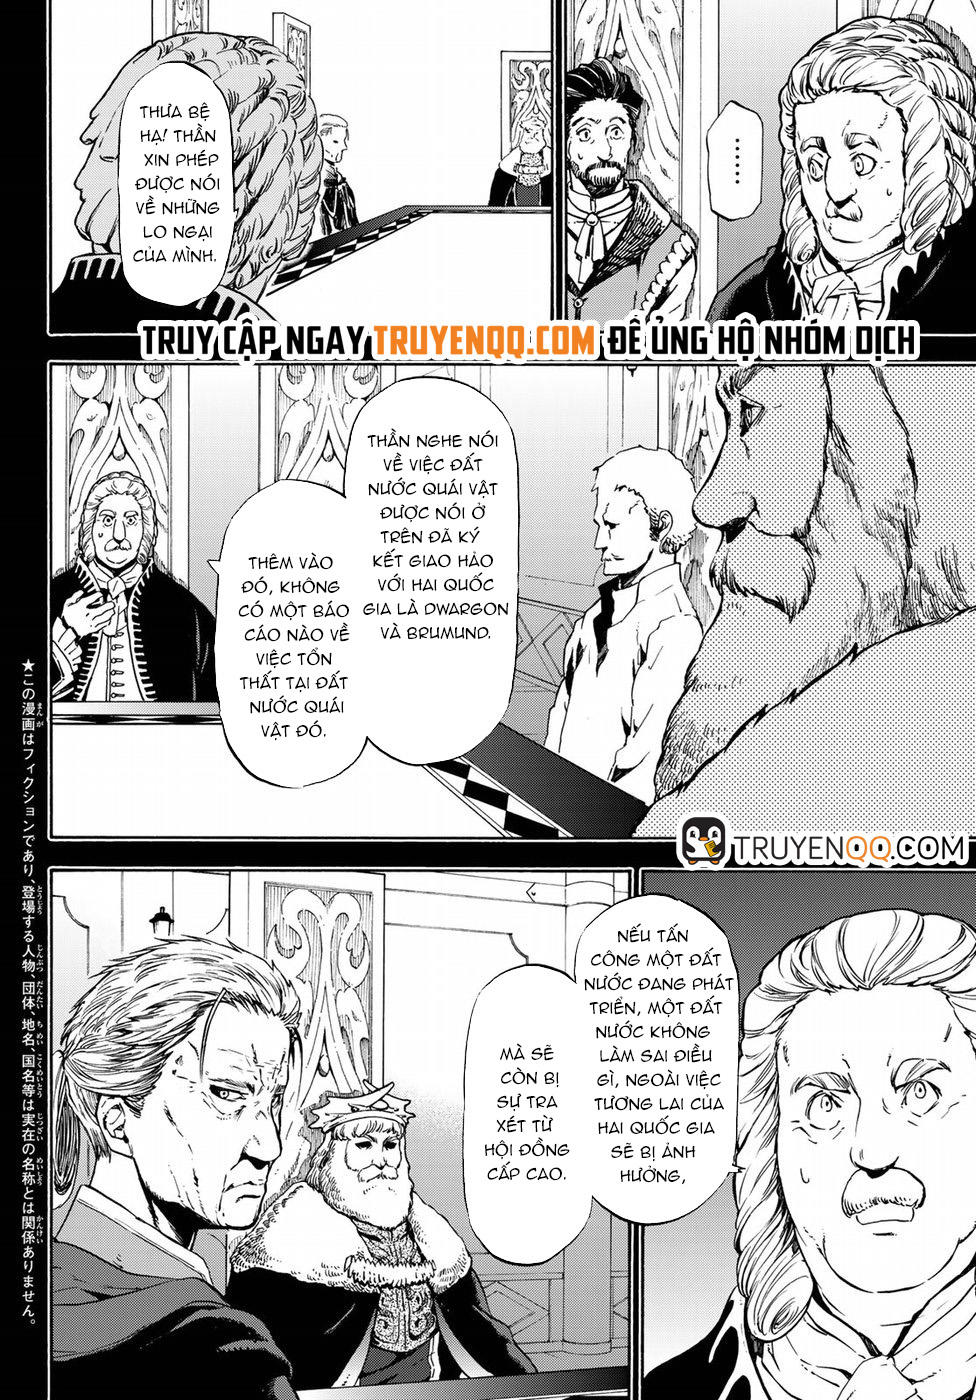 .......
THƯA BỆ
HẠ! THẦN
XIN PHÉP
ĐƯỢC NÓI
VỀ NHỮNG
LO NGẠI
CỦA MÌNH.
TRUY CẬP NGAY TRUYENQQ.COM ĐỂ ỦNG HỘ NHÓM DỊCH
THẦN NGHE NÓI
VỀ VIỆC ĐẤT
NƯỚC QUÁI VẬT
ĐƯỢC NÓI Ở
TRÊN ĐÃ KÝ
KẾT GIAO HẢO
VỚI HAI QUỐC
GIA LÀ DWARGON
VÀ BRUMUND.
THÊM VÀO
ĐÓ, KHÔNG
CÓ MỘT BÁO
CÁO NÀO VỀ
VIỆC TỔN
THẤT TẠI ĐẤT
NƯỚC QUÁI
VẬT ĐÓ.
TRUYENQQ.COM
NẾU TẤN
CÔNG MỘT ĐẤT
NƯỚC ĐANG PHÁT
TRIỂN, MỘT ĐẤT
NƯỚC KHÔNG
LÀM SAI ĐIỀU
GÌ, NGOÀI VIỆC
TƯƠNG LAI CỦA
HAI QUỐC GIA
SẼ BỊ ẢNH
HƯỞNG,
MÀ SẼ
CÒN BỊ
SỰ TRA
XÉT TỪ
HỘI ĐỒNG
CẤP CAO.
★この漫画はフィクションであり、登場する人物、団体、地名、国名等は実在の名称とは関係ありません。